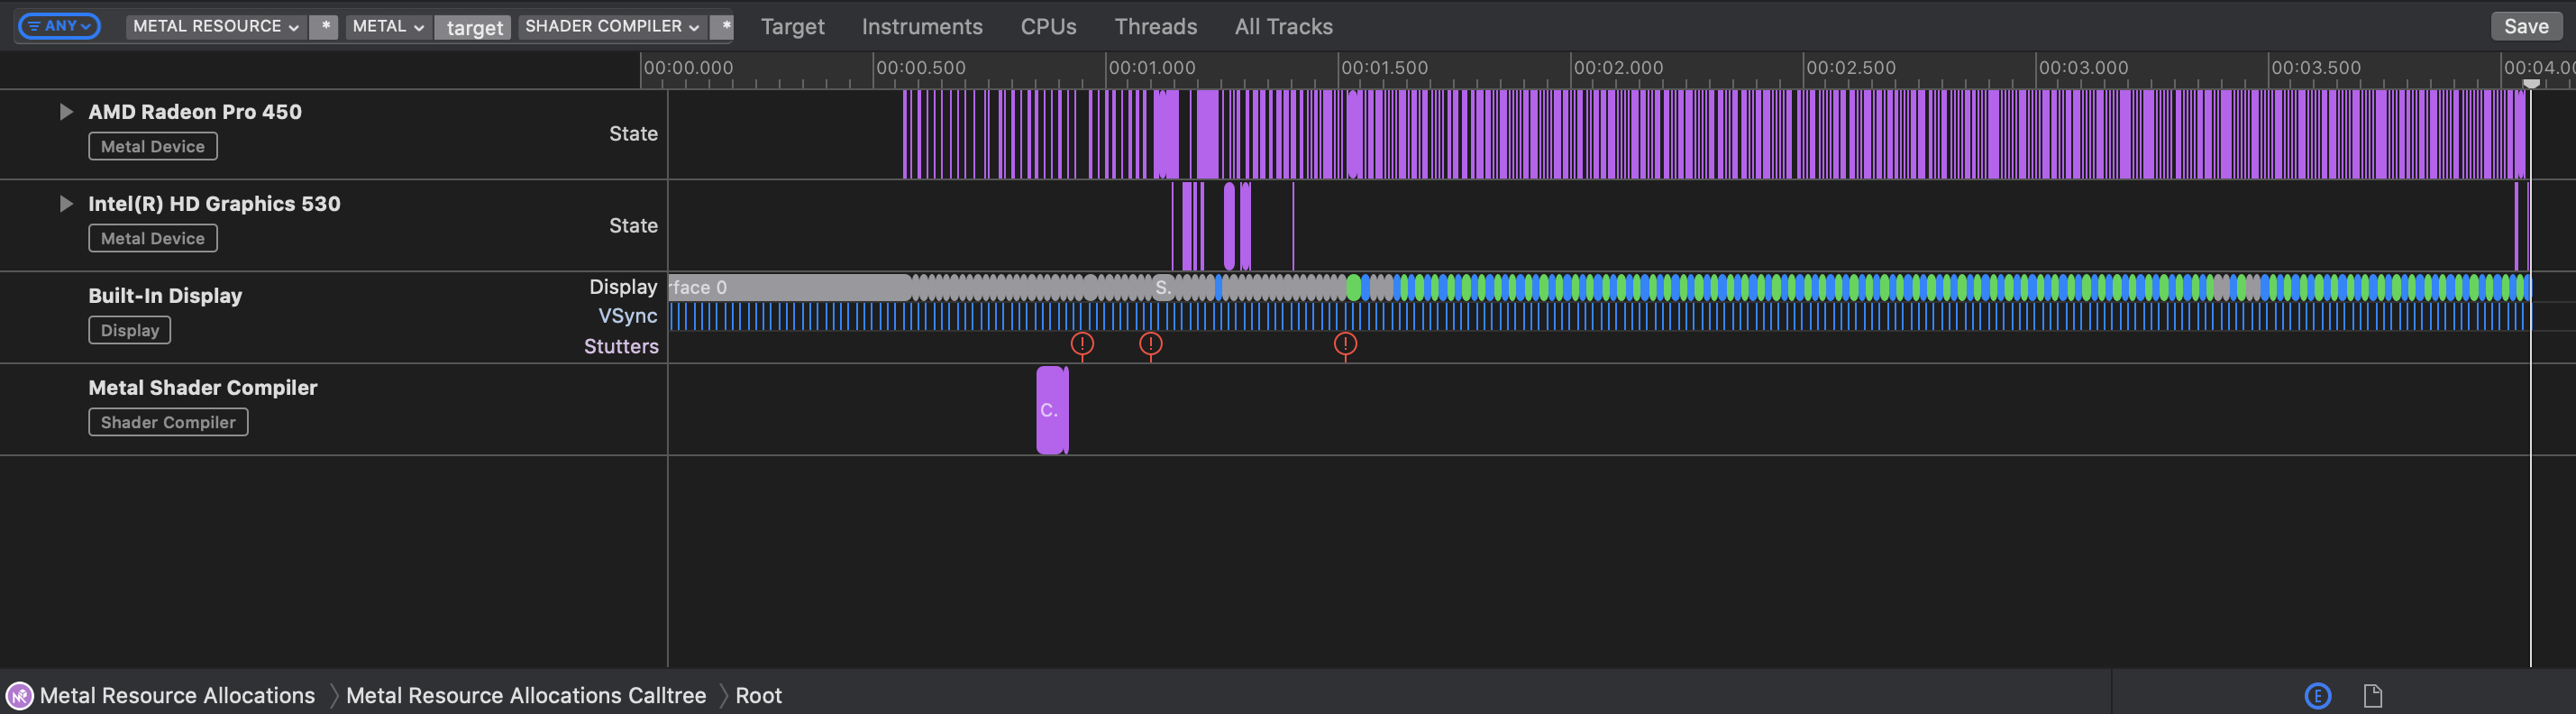 ANY METAL RESOURCE * METAL target SHADER COMPILER * Target Instruments CPUs Threads All Tracks Save
00:00.000 00:00.500 00:01.000 00:01.500 00:02.000 00:02.500 00:03.000 00:03.500 00:04.00
AMD Radeon Pro 450
State
Metal Device
Intel(R) HD Graphics 530
State
Metal Device
Built-In Display
Display
rface 0 S.
VSync
Display
Stutters
Metal Shader Compiler
Shader Compiler
C.
Metal Resource Allocations Metal Resource Allocations Calltree Root E